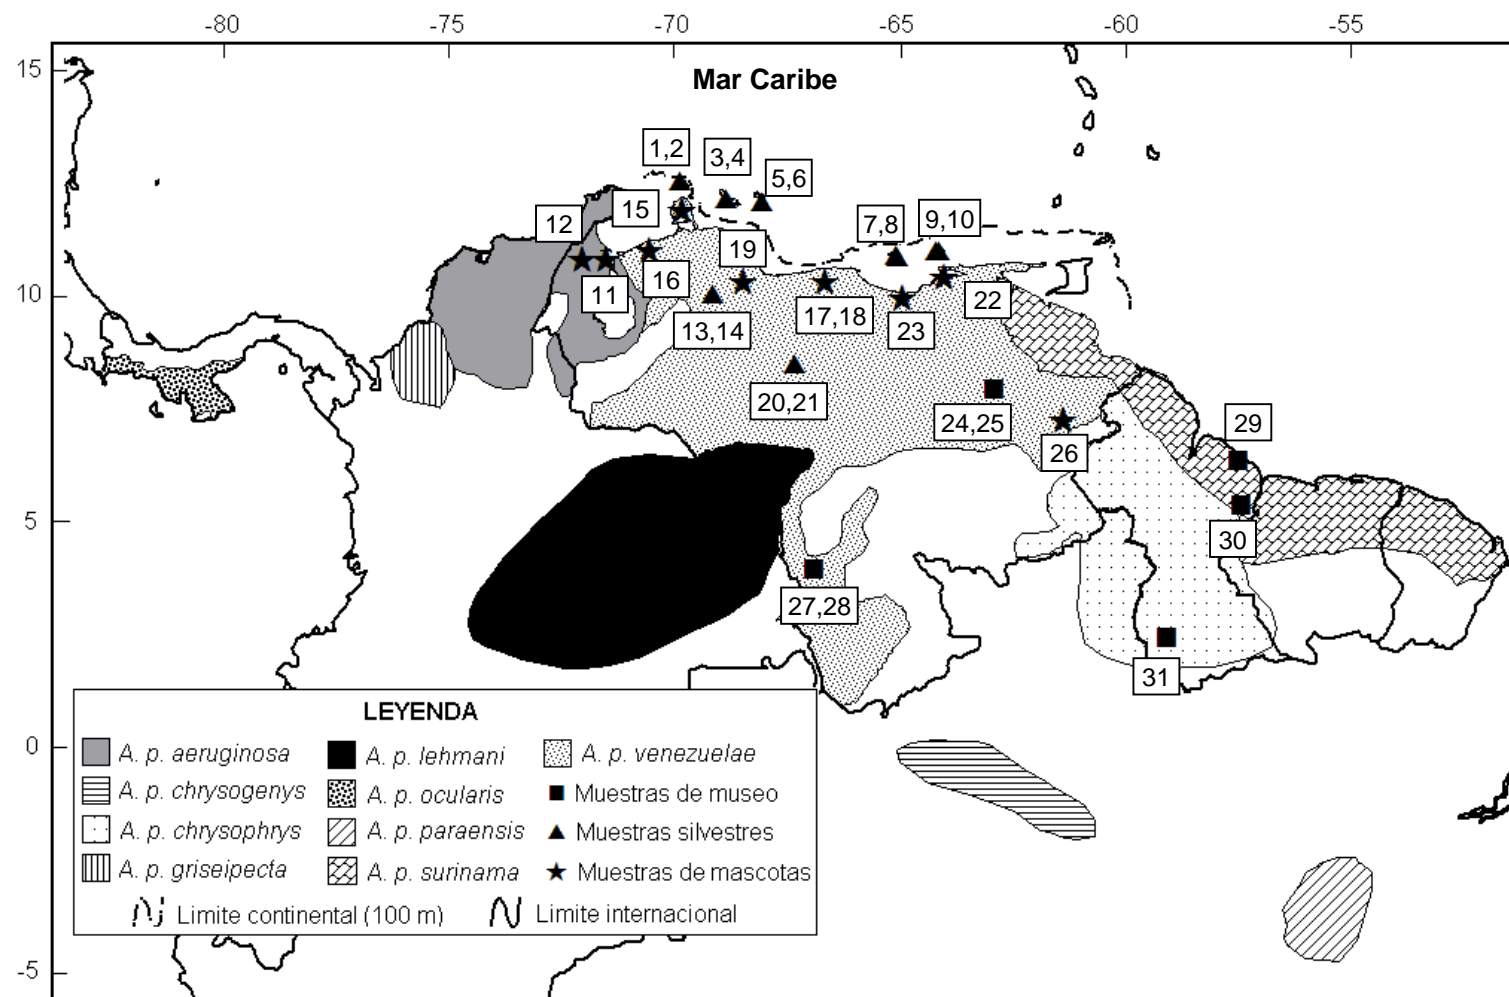 -80 -75 -70 -65 -60 -55
15
Mar Caribe
1,2
3,4
5,6
12
15
7,8
9,10
19
10
11
16
22
13,14
17,18
23
20,21
24,25
29
26
5
30
27,28
31
LEYENDA
0
A. p. aeruginosa
A. p. lehmani
A. p. venezuelae
A. p. chrysogenys
A. p. ocularis
Muestras de museo
A. p. chrysophrys
A. p. paraensis
Muestras silvestres
A. p. griseipecta
A. p. surinama
Muestras de mascotas
Limite continental (100 m)
Limite internacional
-5